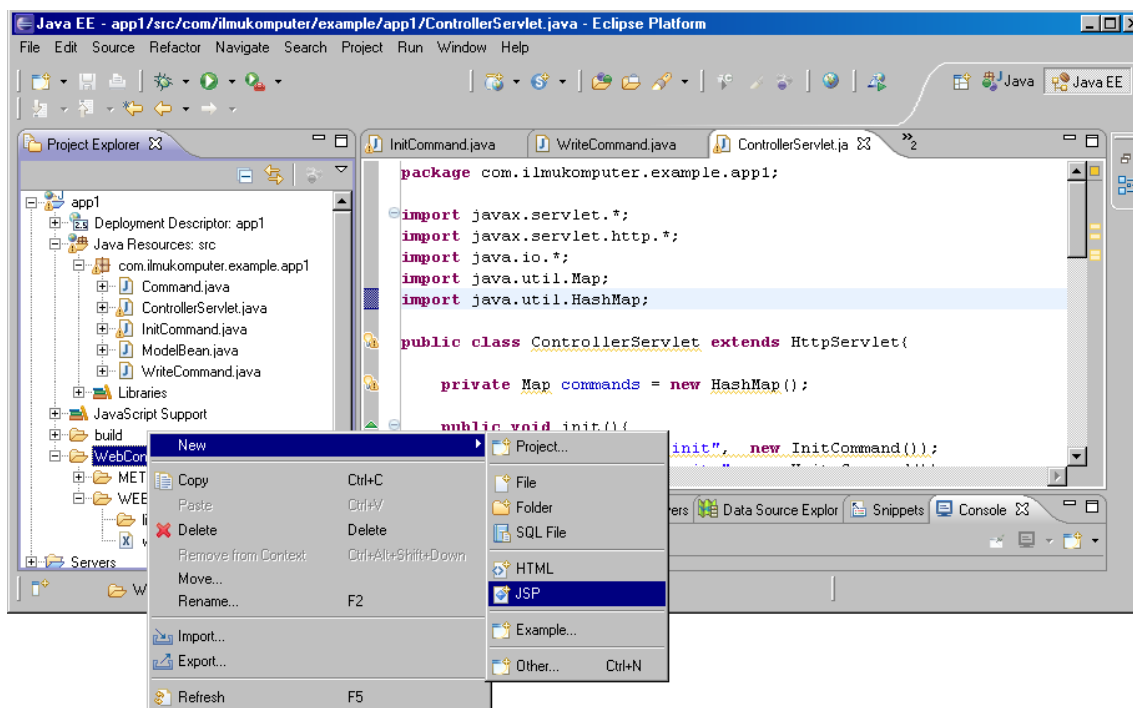 Java EE - app1/src/com/ilmukomputer/example/app1/ControllerServlet.java - Eclipse Platform
File Edit Source Refactor Navigate Search Project Run Window Help
Java Java EE
Project Explorer
InitCommand.java WriteCommand.java ControllerServlet.ja »2
app1
Deployment Descriptor: app1
Java Resources: src
com.ilmukomputer.example.app1
Command.java
ControllerServlet.java
InitCommand.java
ModelBean.java
WriteCommand.java
Libraries
JavaScript Support
build
WebCon
MET
WEE
Servers
package com.ilmukomputer.example.app1;
import javax.servlet.*;
import javax.servlet.http.*;
import java.io.*;
import java.util.Map;
import java.util.HashMap;
public class ControllerServlet extends HttpServlet{
private Map commands = new HashMap();
public void init(){
init", new InitCommand());
New
Copy Ctrl+C
Paste Ctrl+V
Delete Delete
Remove from Context Ctrl+Alt+Shift+Down
Move...
Rename... F2
Import...
Export...
Refresh F5
Project...
File
Folder
SQL File
HTML
JSP
Example...
Other... Ctrl+N
ers Data Source Explor Snippets Console
W